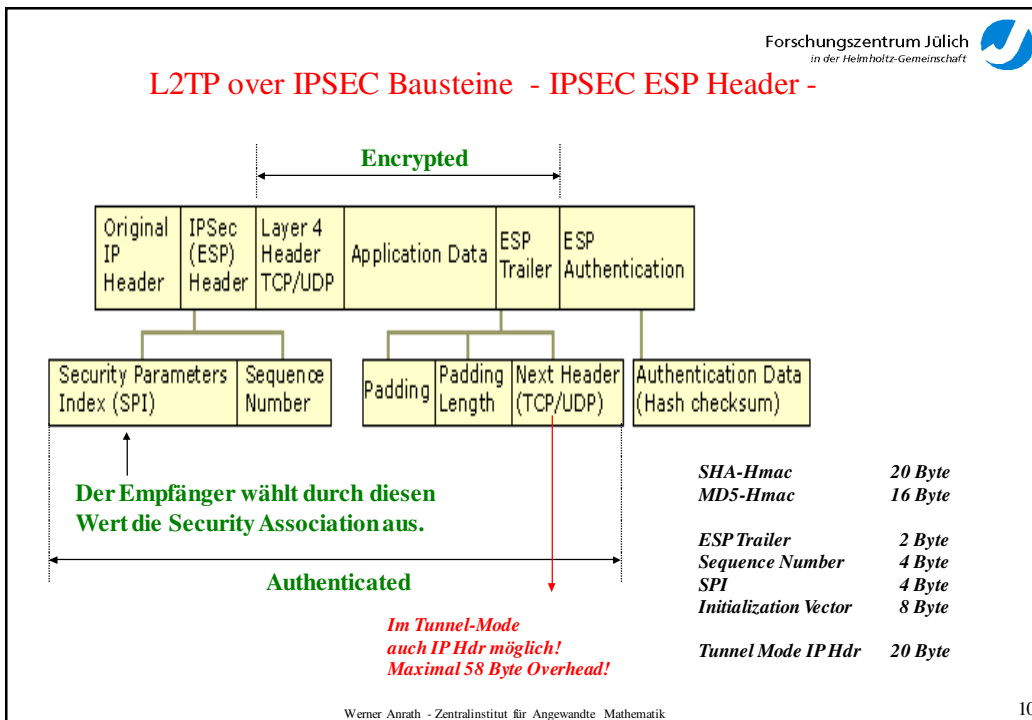 Forschungszentrum Jülich
in der Helmholtz-Gemeinschaft
L2TP over IPSEC Bausteine - IPSEC ESP Header -
Encrypted
Original IP Header
IPSec (ESP) Header
Layer 4 Header TCP/UDP
Application Data
ESP Trailer
ESP Authentication
Security Parameters Index (SPI)
Sequence Number
Padding
Padding Length
Next Header (TCP/UDP)
Authentication Data (Hash checksum)
Der Empfänger wählt durch diesen
Wert die Security Association aus.
Authenticated
Im Tunnel-Mode
auch IP Hdr möglich!
Maximal 58 Byte Overhead!
SHA-Hmac 20 Byte
MD5-Hmac 16 Byte
ESP Trailer 2 Byte
Sequence Number 4 Byte
SPI 4 Byte
Initialization Vector 8 Byte
Tunnel Mode IP Hdr 20 Byte
Werner Anrath - Zentralinstitut für Angewandte Mathematik
10